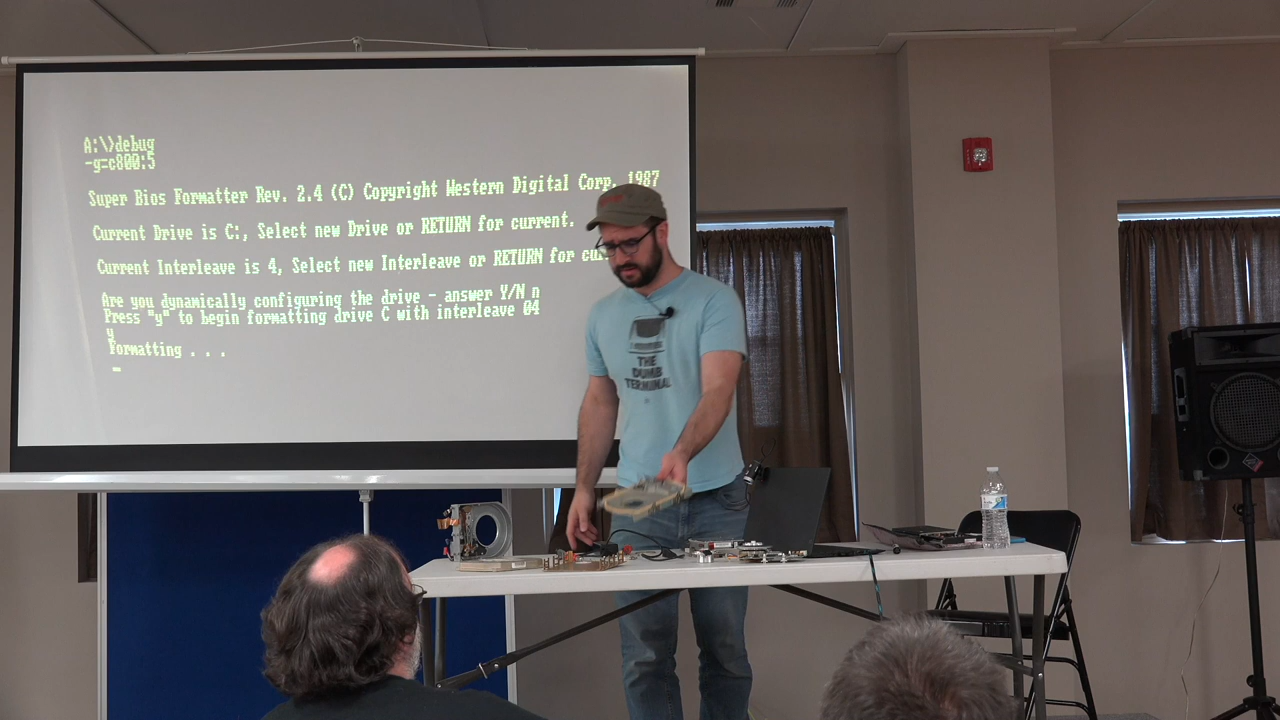 A:\>debug
-g=c800:5
Super Bios Formatter Rev. 2.4 (C) Copyright Western Digital Corp. 1987
Current Drive is C:, Select new Drive or RETURN for current.
Current Interleave is 4, Select new Interleave or RETURN for cu
Are you dynamically configuring the drive - answer Y/N n
Press "y" to begin formatting drive C with interleave 04
y
Formatting . . .
THE
DUMB
TERMINAL